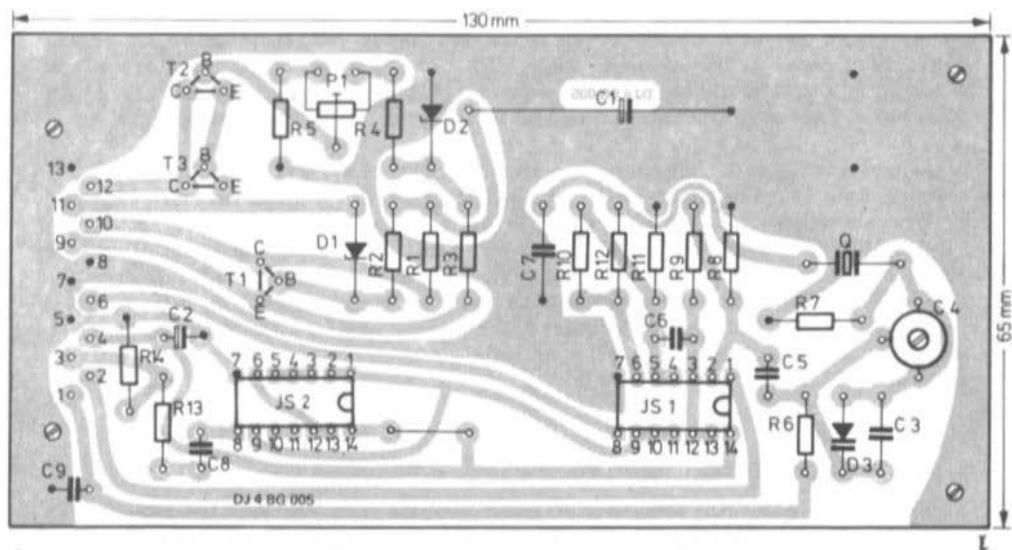 130 mm
65 mm
B
T2
C
E
P1
R5
R4
D2
C1
B
T3
C
E
13
12
11
10
9
8
7
6
5
4
3
2
1
D1
R2
R1
R3
C
T1
B
E
C7
R10
R12
R11
R9
R8
Q
R7
C4
C2
R14
C6
C5
7 6 5 4 3 2 1
JS 2
8 9 10 11 12 13 14
7 6 5 4 3 2 1
JS 1
8 9 10 11 12 13 14
R13
C8
R6
D3
C3
C9
DJ 4 BG 005
1